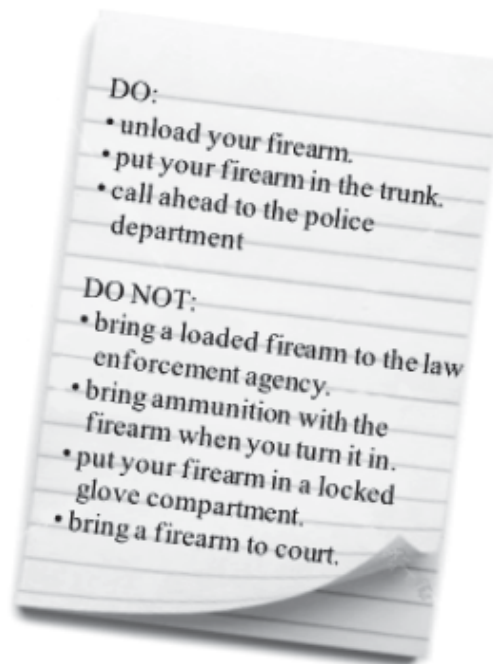 DO:
• unload your firearm.
• put your firearm in the trunk.
• call ahead to the police
department
DO NOT:
• bring a loaded firearm to the law
enforcement agency.
• bring ammunition with the
firearm when you turn it in.
• put your firearm in a locked
glove compartment.
• bring a firearm to court.